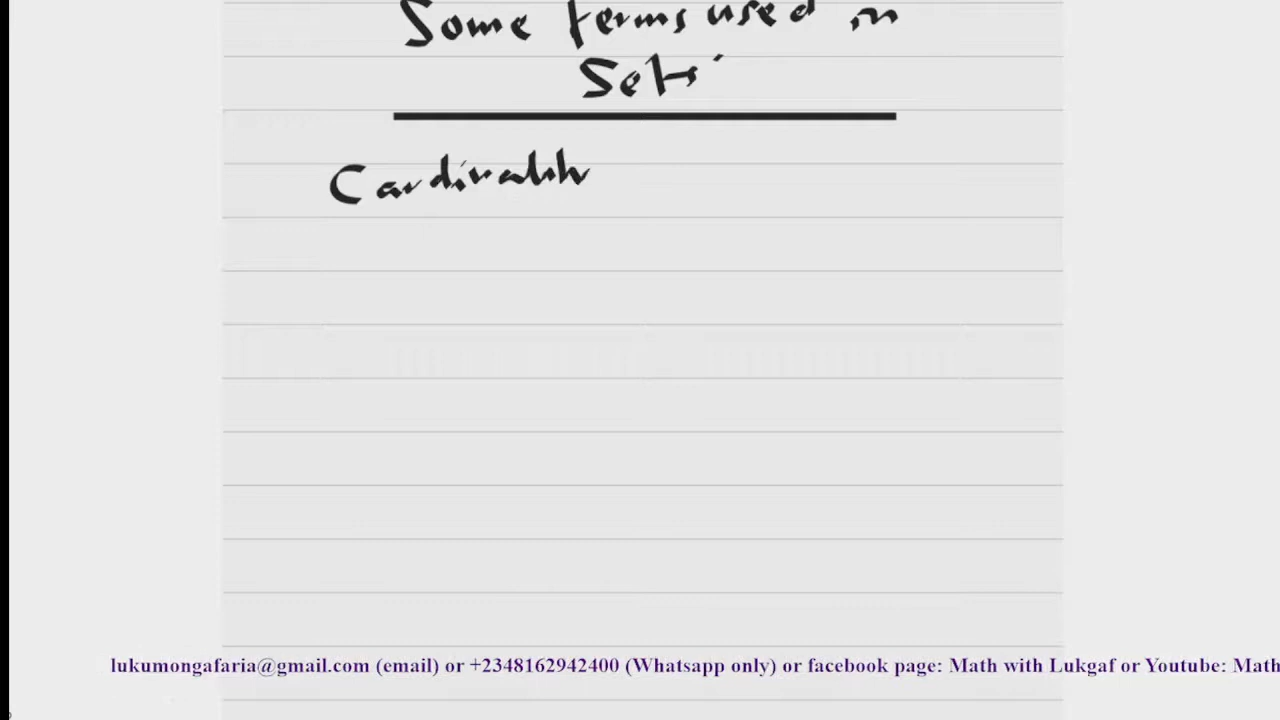 Some terms used in
Sets
Cardinality
lukumongafaria@gmail.com (email) or +2348162942400 (Whatsapp only) or facebook page: Math with Lukgaf or Youtube: Math